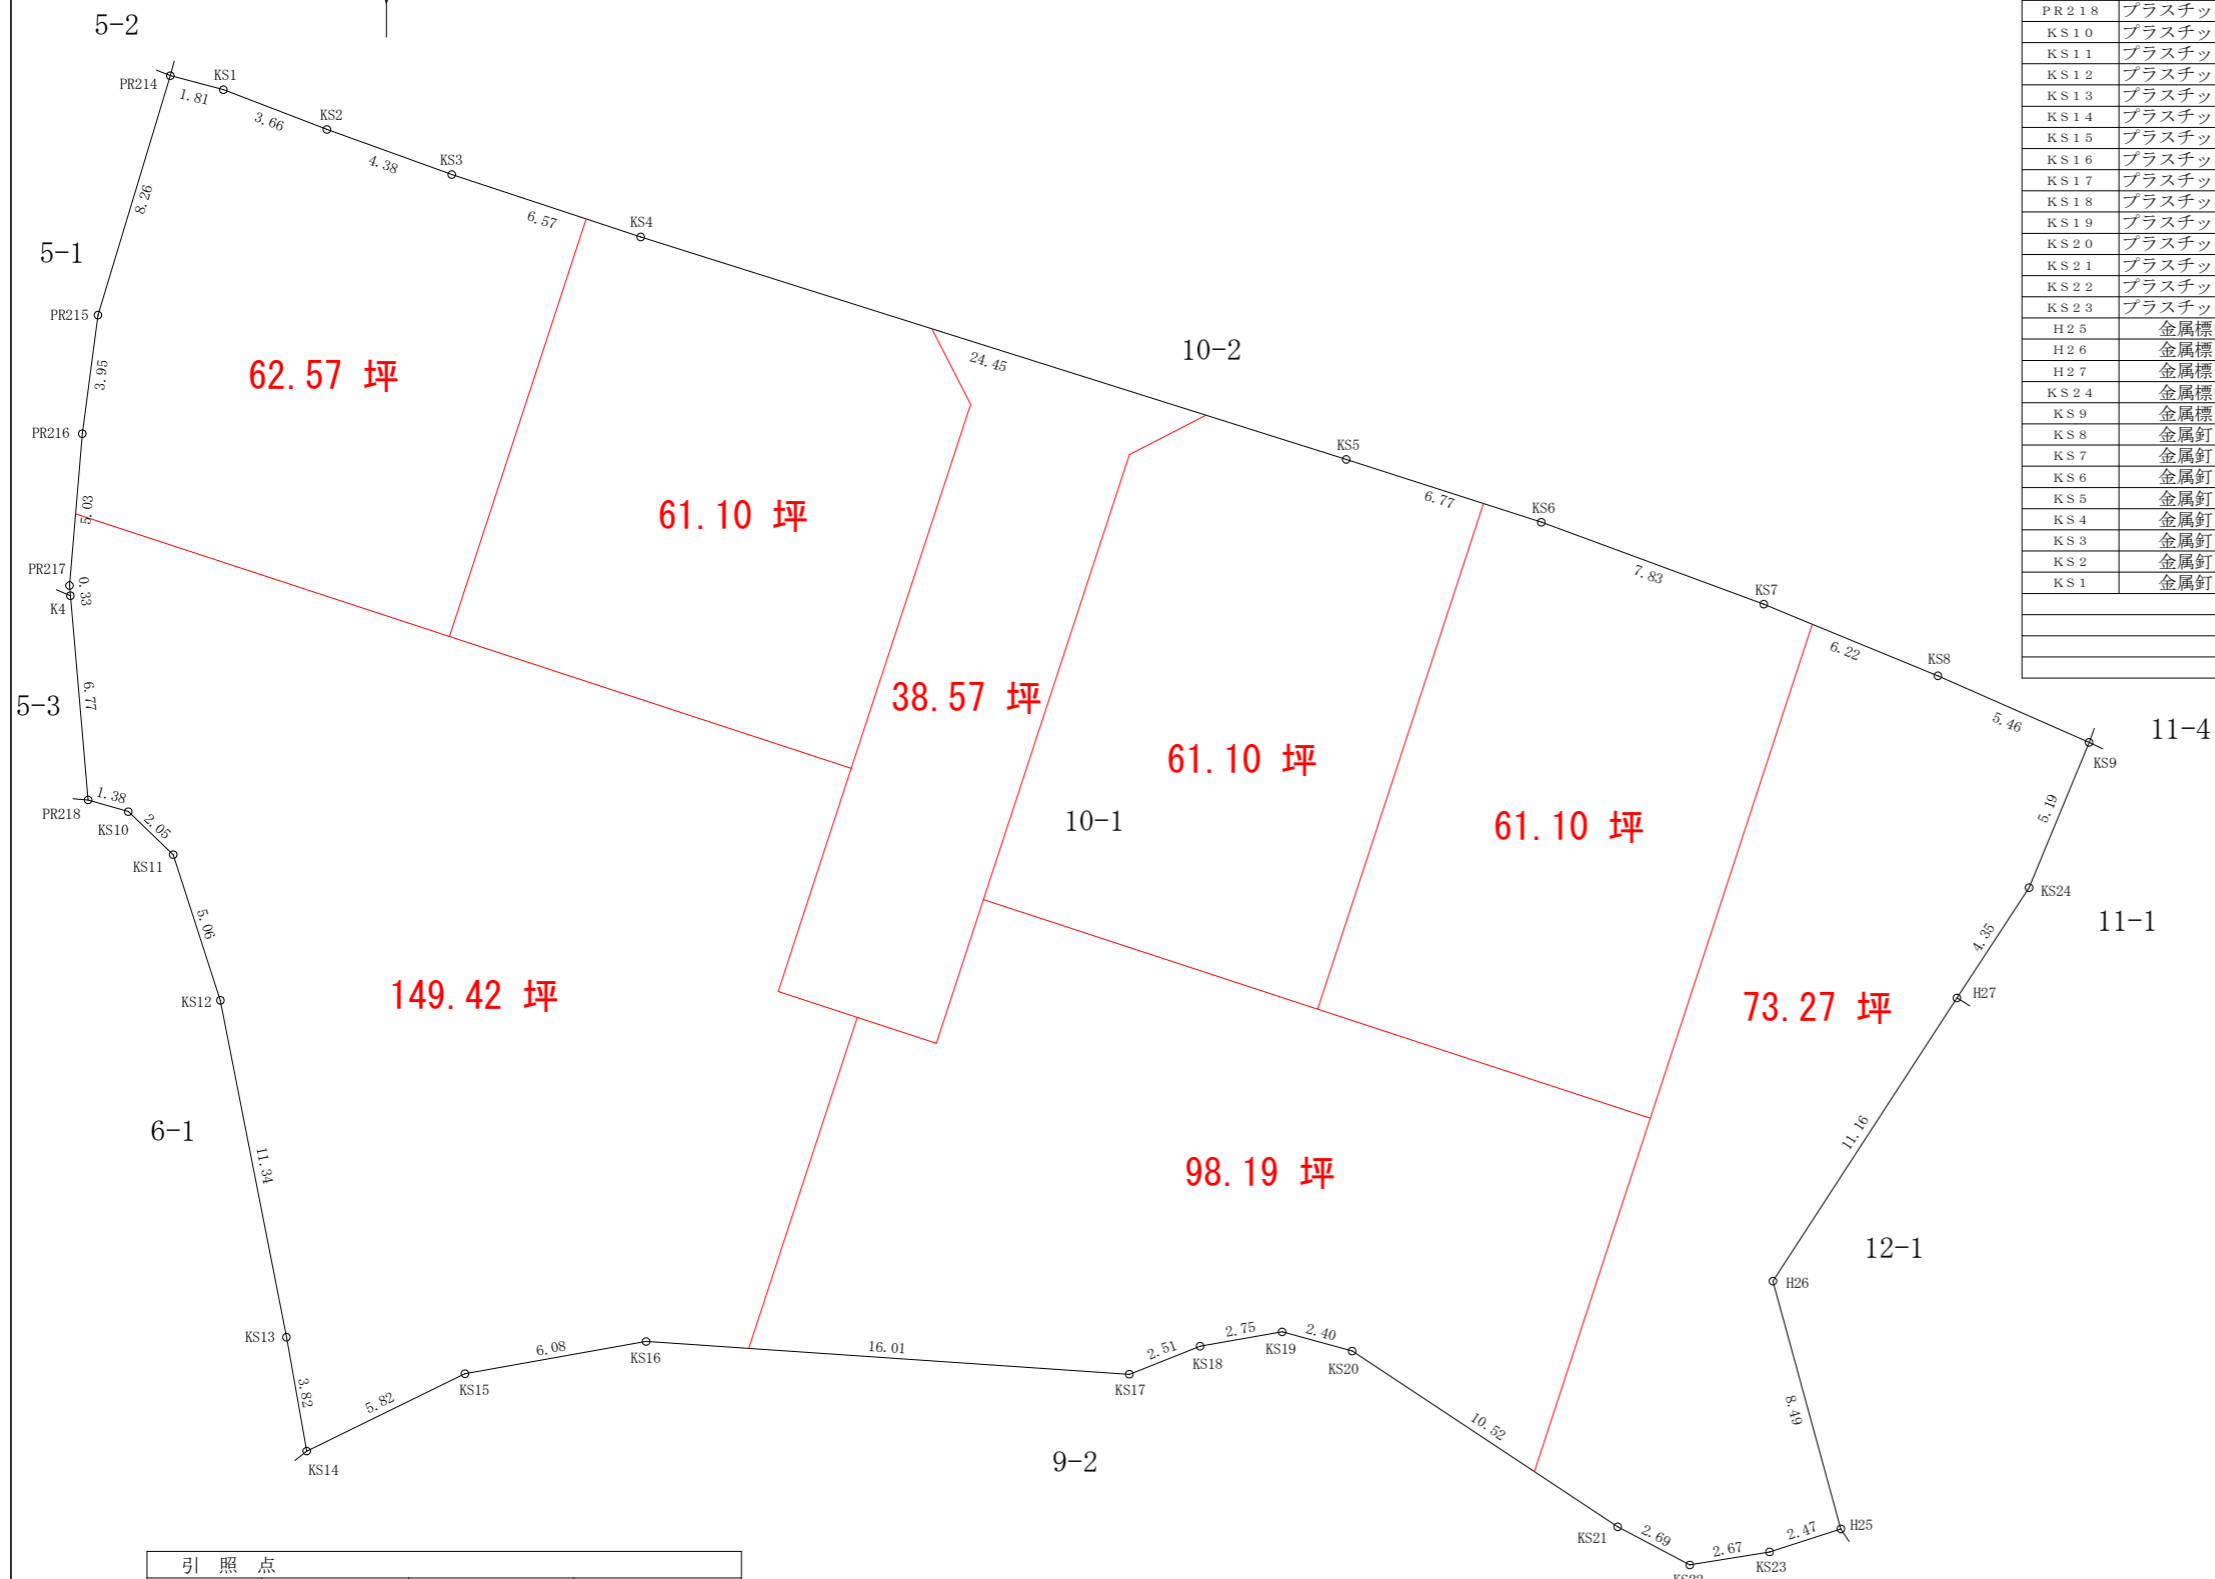 5-2
PR214
KS1
1.81
3.66
KS2
4.38
KS3
6.57
KS4
8.26
5-1
PR215
3.95
PR216
5.03
PR217
0.33
K4
6.77
5-3
PR218
1.38
KS10
2.05
KS11
5.06
KS12
6-1
11.34
KS13
3.82
KS14
5.82
KS15
6.08
KS16
16.01
KS17
2.51
KS18
2.75
KS19
2.40
KS20
10.52
9-2
KS21
2.69
2.67
KS23
2.47
H25
8.49
H26
12-1
11.16
H27
4.35
KS24
11-1
5.19
KS9
11-4
5.46
KS8
6.22
KS7
7.83
KS6
6.77
KS5
10-2
24.45
62.57 坪
61.10 坪
38.57 坪
61.10 坪
10-1
61.10 坪
149.42 坪
73.27 坪
98.19 坪
PR218 プラスチッ
KS10 プラスチッ
KS11 プラスチッ
KS12 プラスチッ
KS13 プラスチッ
KS14 プラスチッ
KS15 プラスチッ
KS16 プラスチッ
KS17 プラスチッ
KS18 プラスチッ
KS19 プラスチッ
KS20 プラスチッ
KS21 プラスチッ
KS22 プラスチッ
KS23 プラスチッ
H25 金属標
H26 金属標
H27 金属標
KS24 金属標
KS9 金属標
KS8 金属釘
KS7 金属釘
KS6 金属釘
KS5 金属釘
KS4 金属釘
KS3 金属釘
KS2 金属釘
KS1 金属釘
引 照 点